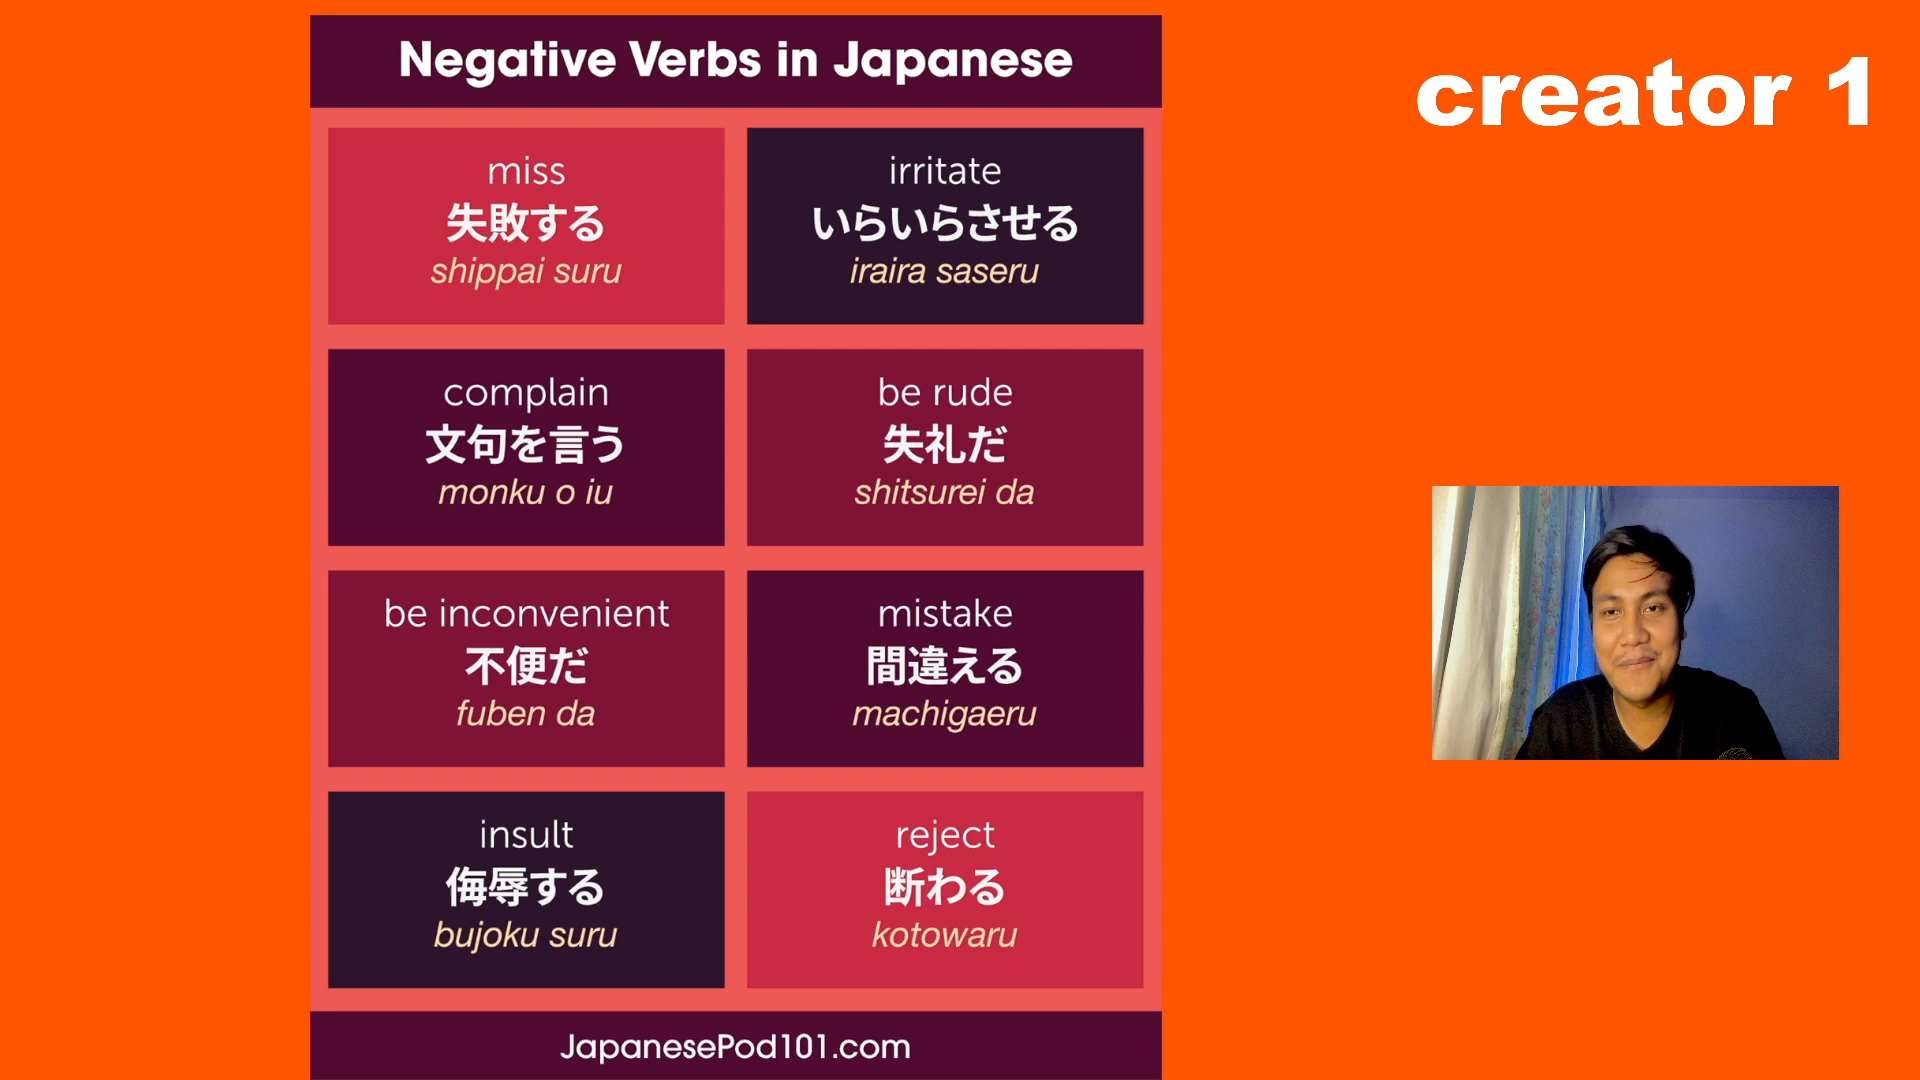 Negative Verbs in Japanese
creator 1
miss
失敗する
shippai suru
irritate
いらいらさせる
iraira saseru
complain
文句を言う
monku o iu
be rude
失礼だ
shitsurei da
be inconvenient
不便だ
fuben da
mistake
間違える
machigaeru
insult
侮辱する
bujoku suru
reject
断わる
kotowaru
JapanesePod101.com